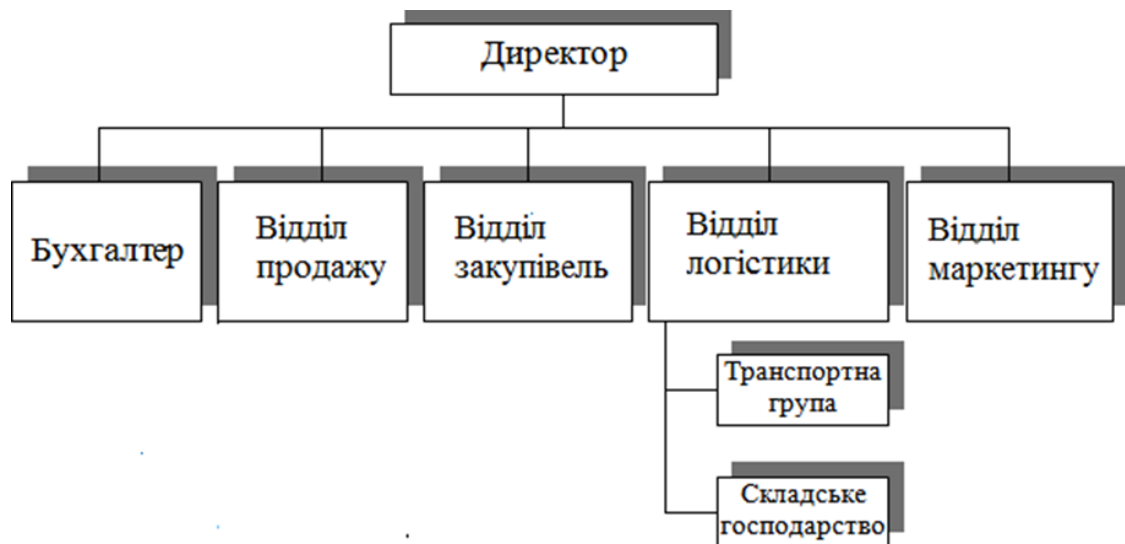 Директор
Бухгалтер
Відділ
продажу
Відділ
закупівель
Відділ
логістики
Відділ
маркетингу
Транспортна
група
Складське
господарство